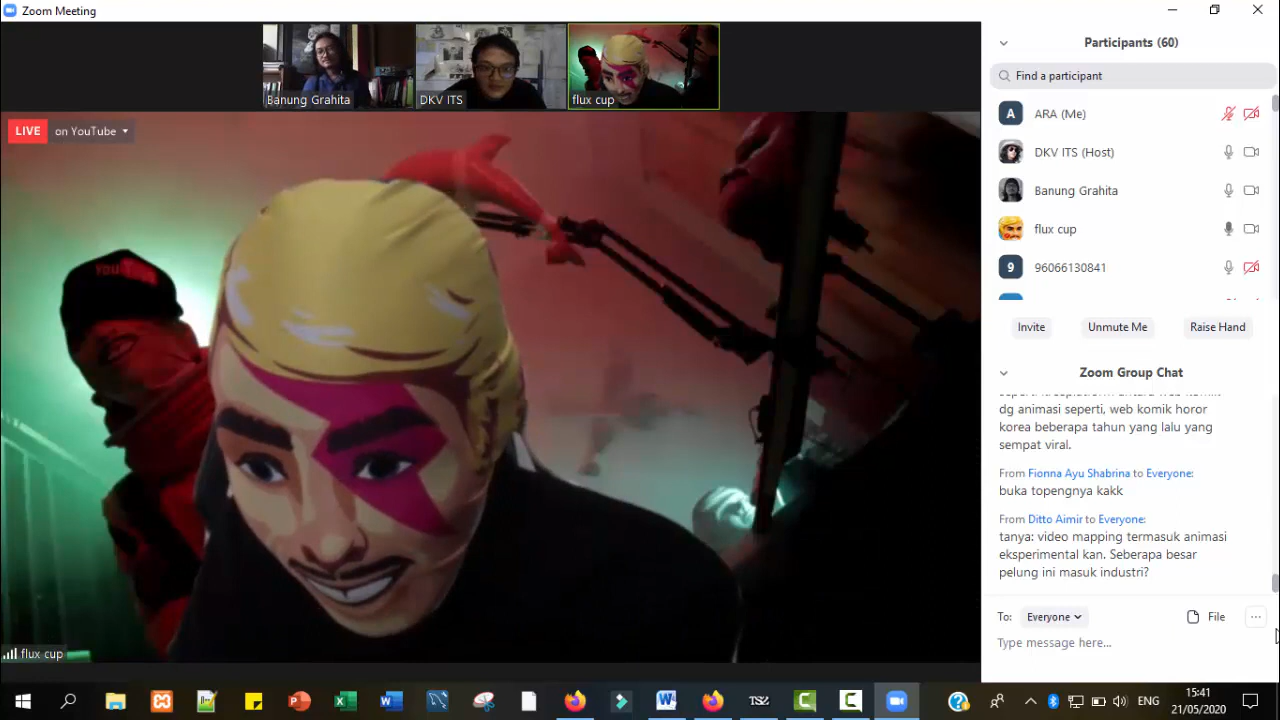 Zoom Meeting
Banung Grahita
DKV ITS
flux cup
LIVE on YouTube
flux cup
Participants (60)
Find a participant
A ARA (Me)
DKV ITS (Host)
Banung Grahita
flux cup
9 96066130841
Invite
Unmute Me
Raise Hand
Zoom Group Chat
dg animasi seperti, web komik horor
korea beberapa tahun yang lalu yang
sempat viral.
From Fionna Ayu Shabrina to Everyone:
buka topengnya kakk
From Ditto Aimir to Everyone:
tanya: video mapping termasuk animasi
eksperimental kan. Seberapa besar
pelung ini masuk industri?
To: Everyone
File
Type message here...
ENG
15:41
21/05/2020